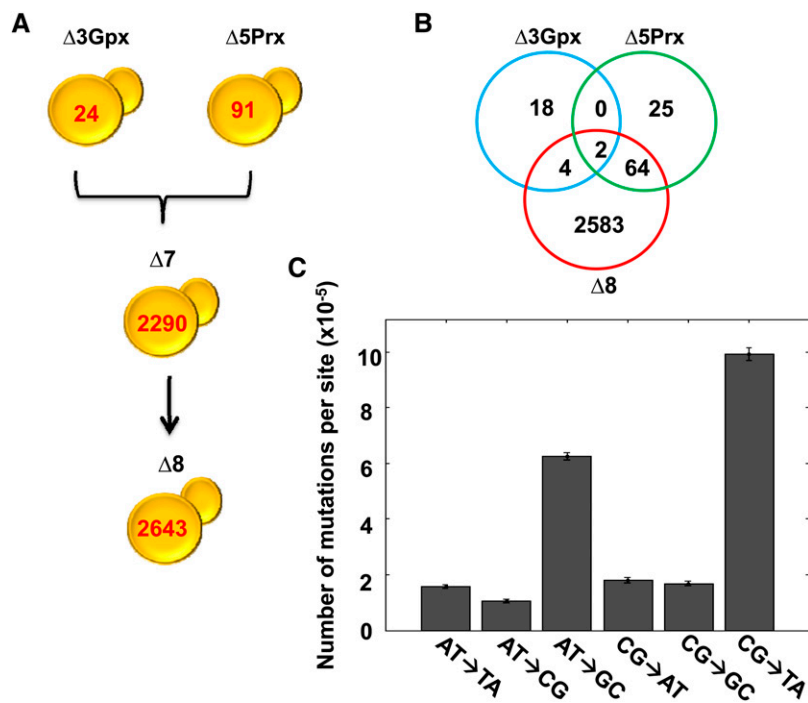 A
Δ3Gpx
Δ5Prx
24
91
Δ7
2290
Δ8
2643
B
Δ3Gpx
Δ5Prx
18
0
25
2
4
64
2583
Δ8
C
Number of mutations per site (x10⁻⁵)
10
8
6
4
2
0
AT→TA
AT→CG
AT→GC
CG→AT
CG→GC
CG→TA